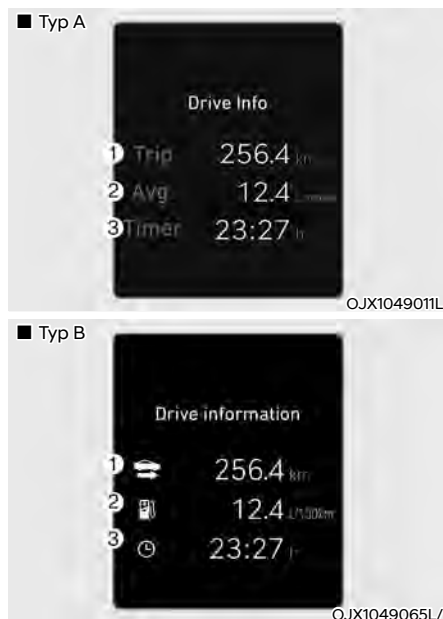 ■ Typ A
Drive Info
1 Trip 256.4 km
2 Avg. 12.4
3 Timer 23:27 h
OJX1049011L
■ Typ B
Drive information
1 256.4 km
2 12.4 L/100km
3 23:27 h
OJX1049065L/